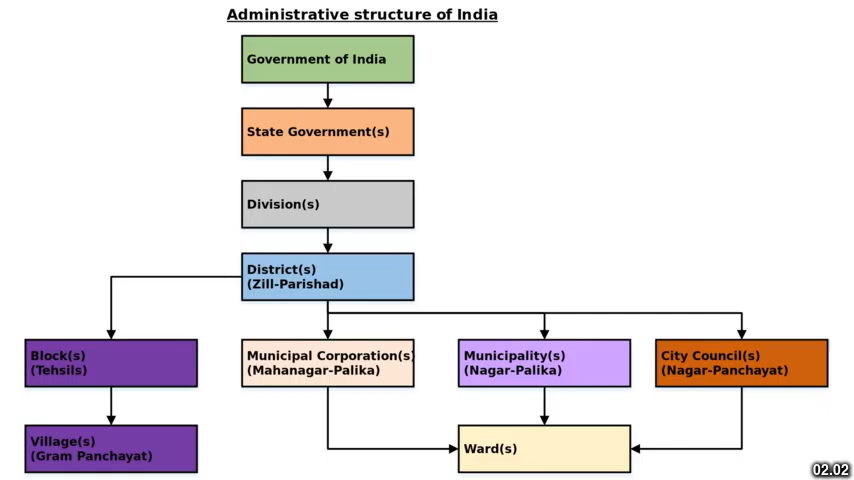 Administrative structure of India
Government of India
State Government(s)
Division(s)
District(s)
(Zill-Parishad)
Block(s)
(Tehsils)
Municipal Corporation(s)
(Mahanagar-Palika)
Municipality(s)
(Nagar-Palika)
City Council(s)
(Nagar-Panchayat)
Village(s)
(Gram Panchayat)
Ward(s)
02.02